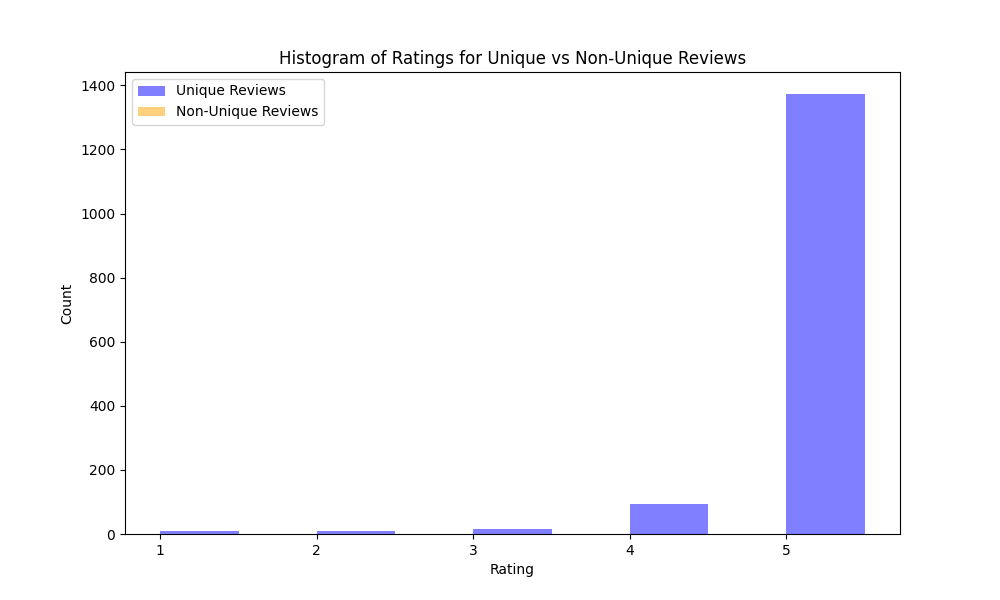 Histogram of Ratings for Unique vs Non-Unique Reviews
Unique Reviews
Non-Unique Reviews
1400
1200
1000
800
600
400
200
0
Count
1 2 3 4 5
Rating